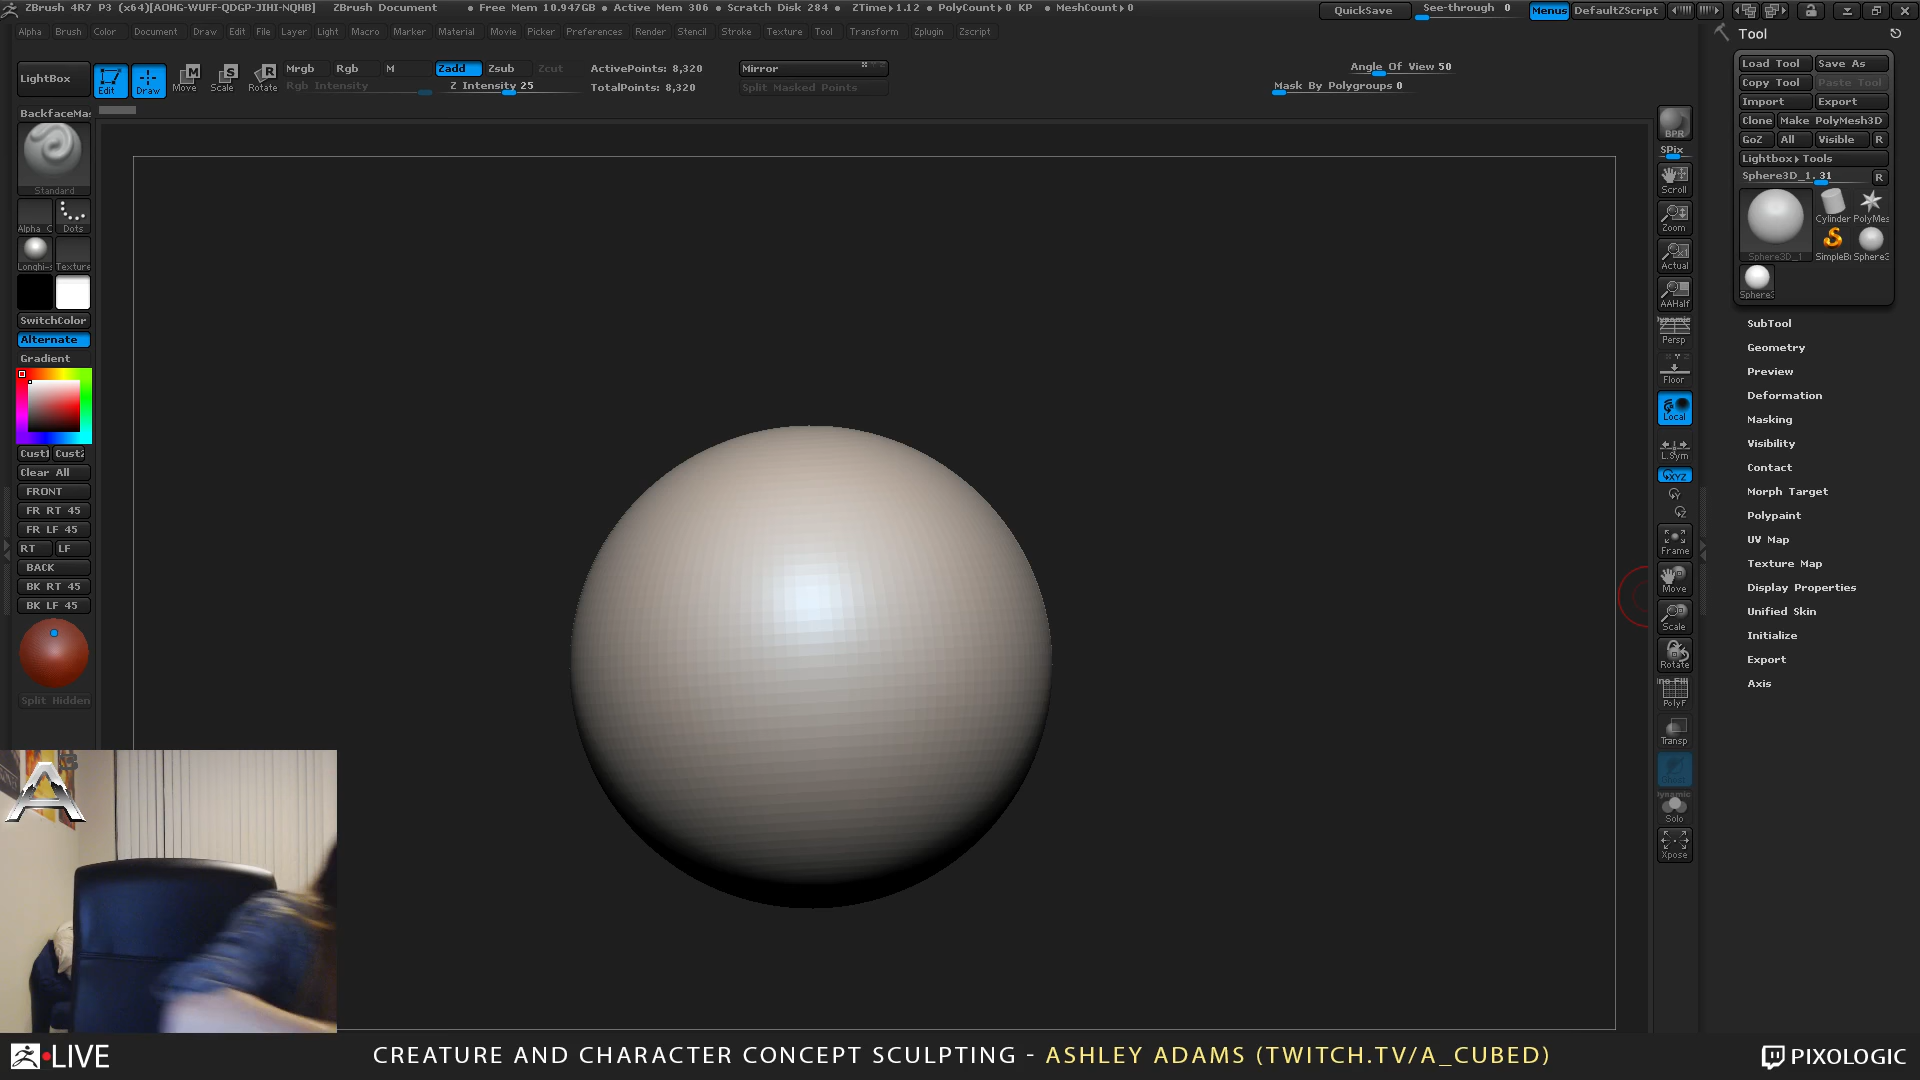 ZBrush 4R7 P3 (x64)[AOHG-WUFF-QDGP-JIHI-NQHB] ZBrush Document • Free Mem 10.947GB • Active Mem 306 • Scratch Disk 284 • ZTime▸1.12 • PolyCount▸0 KP • MeshCount▸0 QuickSave See-through 0 Menus DefaultZScript
Alpha Brush Color Document Draw Edit File Layer Light Macro Marker Material Movie Picker Preferences Render Stencil Stroke Texture Tool Transform Zplugin Zscript
LightBox Edit Draw Move Scale Rotate
Mrgb Rgb M Zadd Zsub Zcut ActivePoints: 8,320 Mirror Angle Of View 50
Rgb Intensity Z Intensity 25 TotalPoints: 8,320 Split Masked Points Mask By Polygroups 0
BackfaceMas
Standard
Alpha Dots
Texture
SwitchColor
Alternate
Gradient
Cust1 Cust2
Clear All
FRONT
FR RT 45
FR LF 45
RT LF
BACK
BK RT 45
BK LF 45
Split Hidden
BPR
SPix
Scroll
Zoom
Actual
AAHalf
Dynamic
Persp
Floor
Local
L.Sym
XYZ
Y
Z
Frame
Move
Scale
Rotate
PolyF
Transp
Ghost
Dynamic
Solo
Xpose
Tool
Load Tool Save As
Copy Tool Paste Tool
Import Export
Clone Make PolyMesh3D
GoZ All Visible R
Lightbox▸Tools
Sphere3D_1. 31 R
Cylinder PolyMes
Sphere3D_1 SimpleB Sphere3
Sphere3
SubTool
Geometry
Preview
Deformation
Masking
Visibility
Contact
Morph Target
Polypaint
UV Map
Texture Map
Display Properties
Unified Skin
Initialize
Export
Axis
LIVE CREATURE AND CHARACTER CONCEPT SCULPTING - ASHLEY ADAMS (TWITCH.TV/A_CUBED) PIXOLOGIC